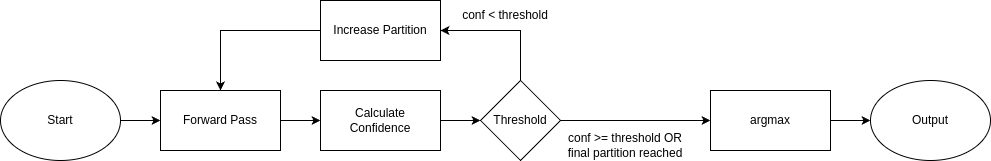 Increase Partition
conf < threshold
Start
Forward Pass
Calculate
Confidence
Threshold
conf >= threshold OR
final partition reached
argmax
Output